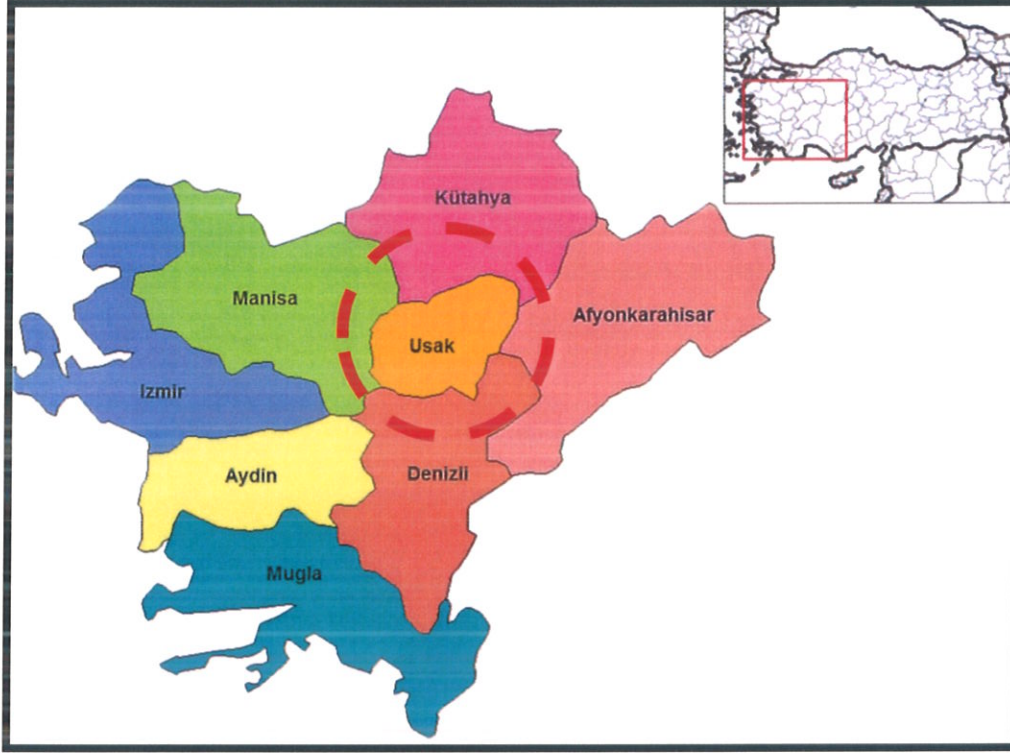 Kütahya
Manisa
Afyonkarahisar
Usak
Izmir
Aydin
Denizli
Mugla